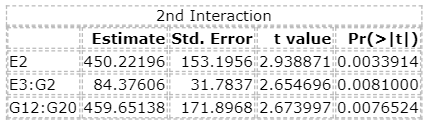 2nd Interaction
Estimate Std. Error t value Pr(>|t|)
E2 450.22196 153.1956 2.938871 0.0033914
E3:G2 84.37606 31.7837 2.654696 0.0081000
G12:G20 459.65138 171.8968 2.673997 0.0076524